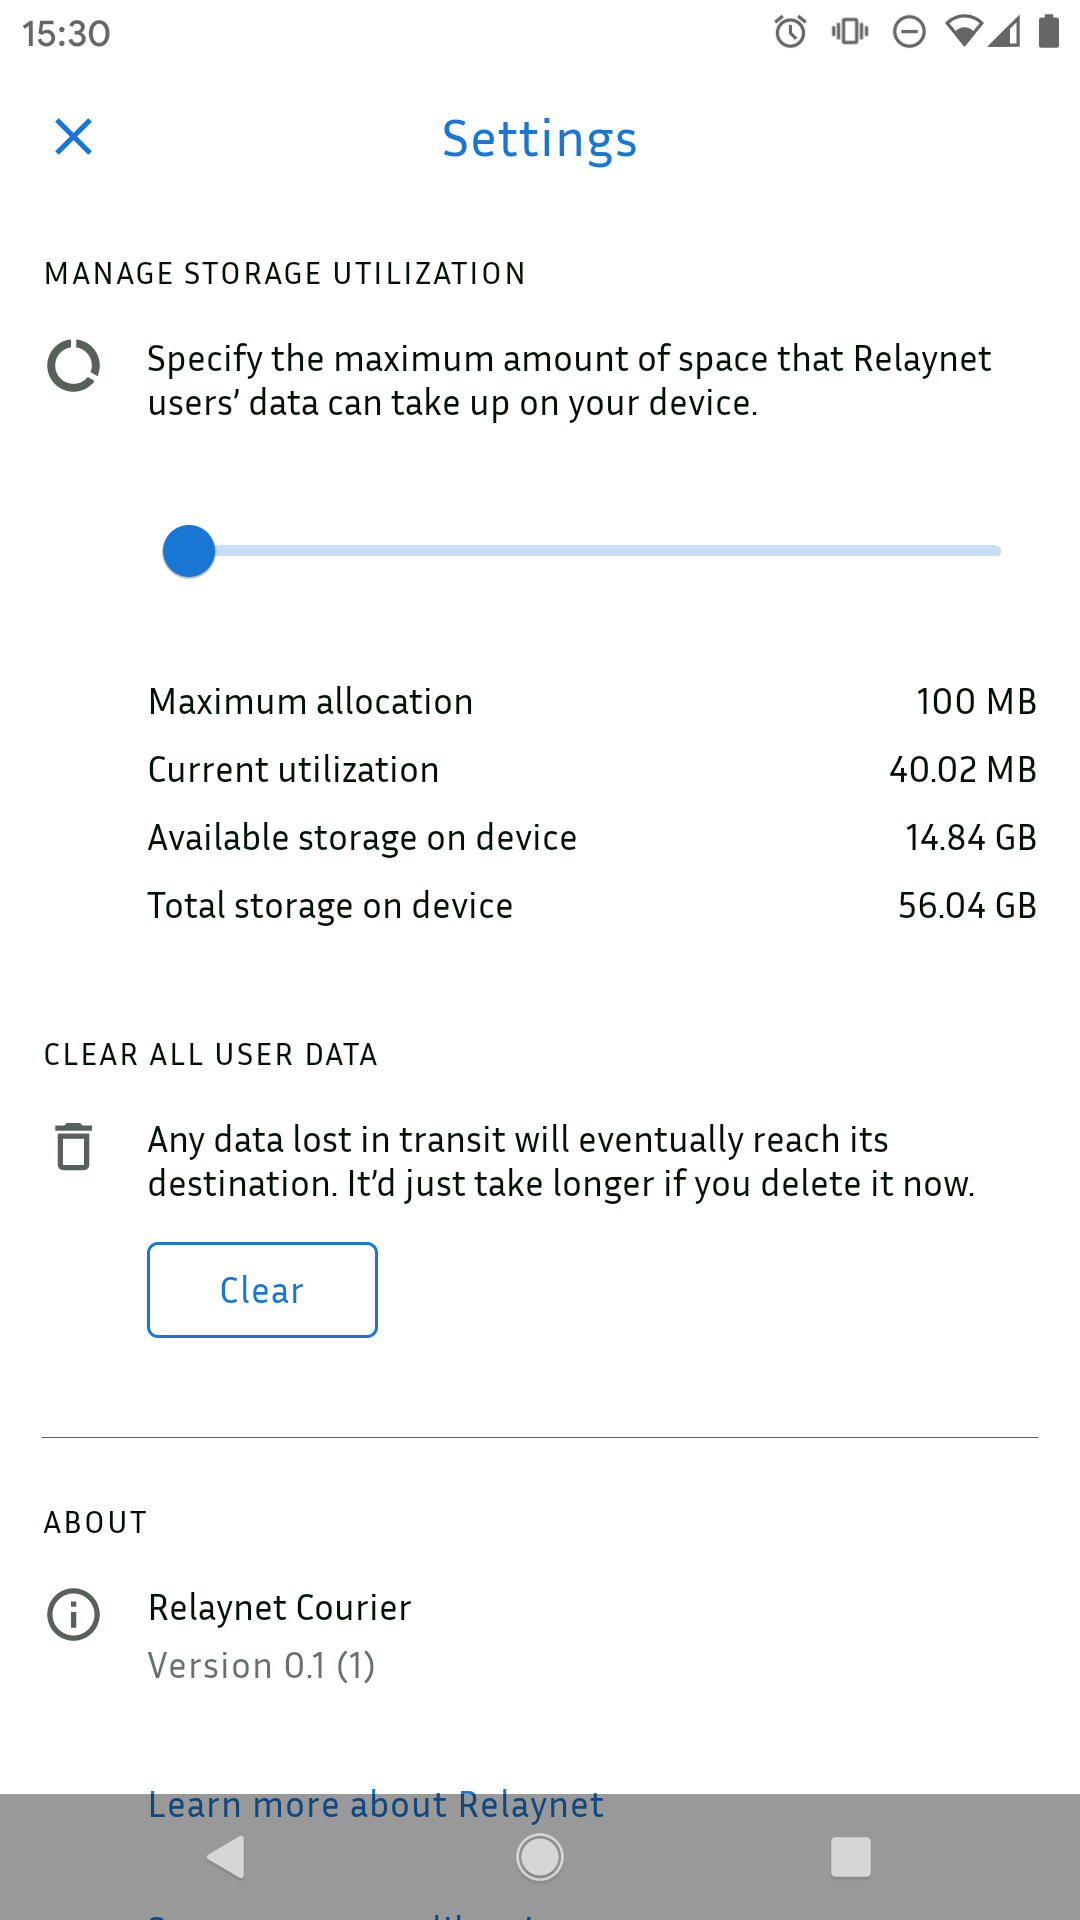 15:30
Settings
MANAGE STORAGE UTILIZATION
Specify the maximum amount of space that Relaynet
users’ data can take up on your device.
Maximum allocation 100 MB
Current utilization 40.02 MB
Available storage on device 14.84 GB
Total storage on device 56.04 GB
CLEAR ALL USER DATA
Any data lost in transit will eventually reach its
destination. It’d just take longer if you delete it now.
Clear
ABOUT
Relaynet Courier
Version 0.1 (1)
Learn more about Relaynet